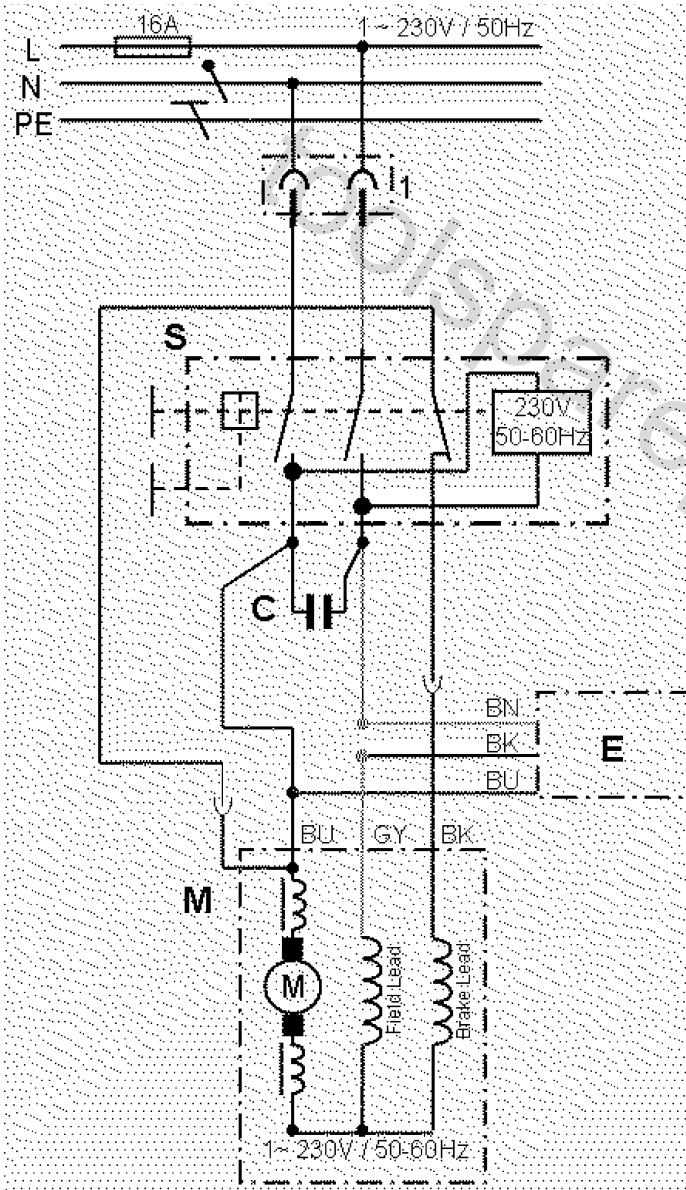 16A
1 ~ 230V / 50Hz
L
N
PE
1
toolspare
S
230V
50-60Hz
C
BN
BK
E
BU
BU GY BK
M
M
Field Lead
Brake Lead
1~ 230V / 50-60Hz